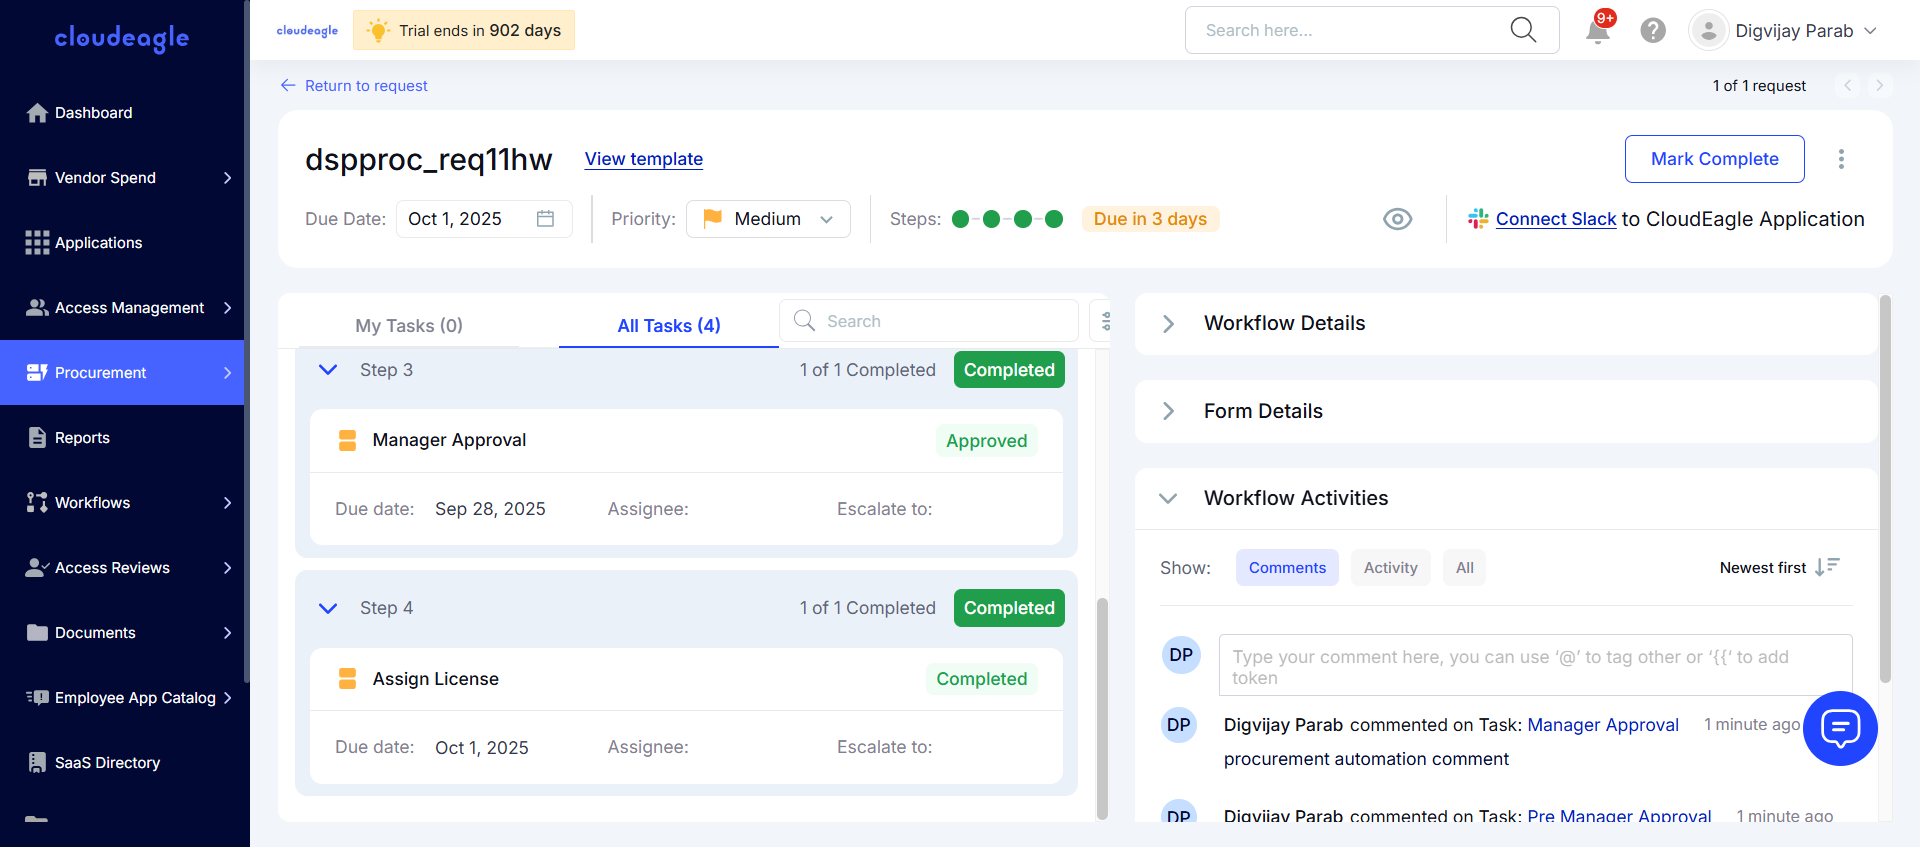 cloudeagle
Dashboard
Vendor Spend
Applications
Access Management
Procurement
Reports
Workflows
Access Reviews
Documents
Employee App Catalog
SaaS Directory
cloudeagle
Trial ends in 902 days
Search here...
9+
?
Digvijay Parab
Return to request
1 of 1 request
dspproc_req11hw
View template
Mark Complete
Due Date:
Oct 1, 2025
Priority:
Medium
Steps:
Due in 3 days
Connect Slack to CloudEagle Application
My Tasks (0)
All Tasks (4)
Search
Step 3
1 of 1 Completed
Completed
Manager Approval
Approved
Due date: Sep 28, 2025
Assignee:
Escalate to:
Step 4
1 of 1 Completed
Completed
Assign License
Completed
Due date: Oct 1, 2025
Assignee:
Escalate to:
Workflow Details
Form Details
Workflow Activities
Show:
Comments
Activity
All
Newest first
DP
Type your comment here, you can use ‘@’ to tag other or ‘{{‘ to add
token
DP
Digvijay Parab commented on Task: Manager Approval
1 minute ago
procurement automation comment
DP
Digvijay Parab commented on Task: Pre Manager Approval
1 minute ago